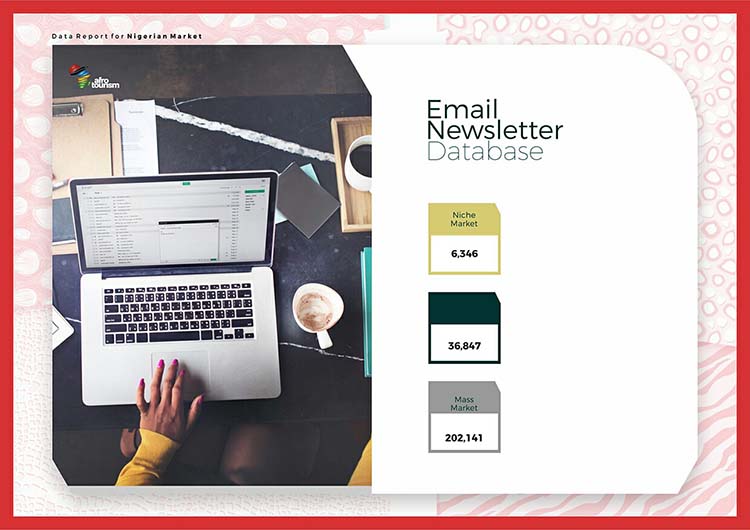 Data Report for Nigerian Market
afro
tourism
Email
Newsletter
Database
Niche
Market
6,346
36,847
Mass
Market
202,141